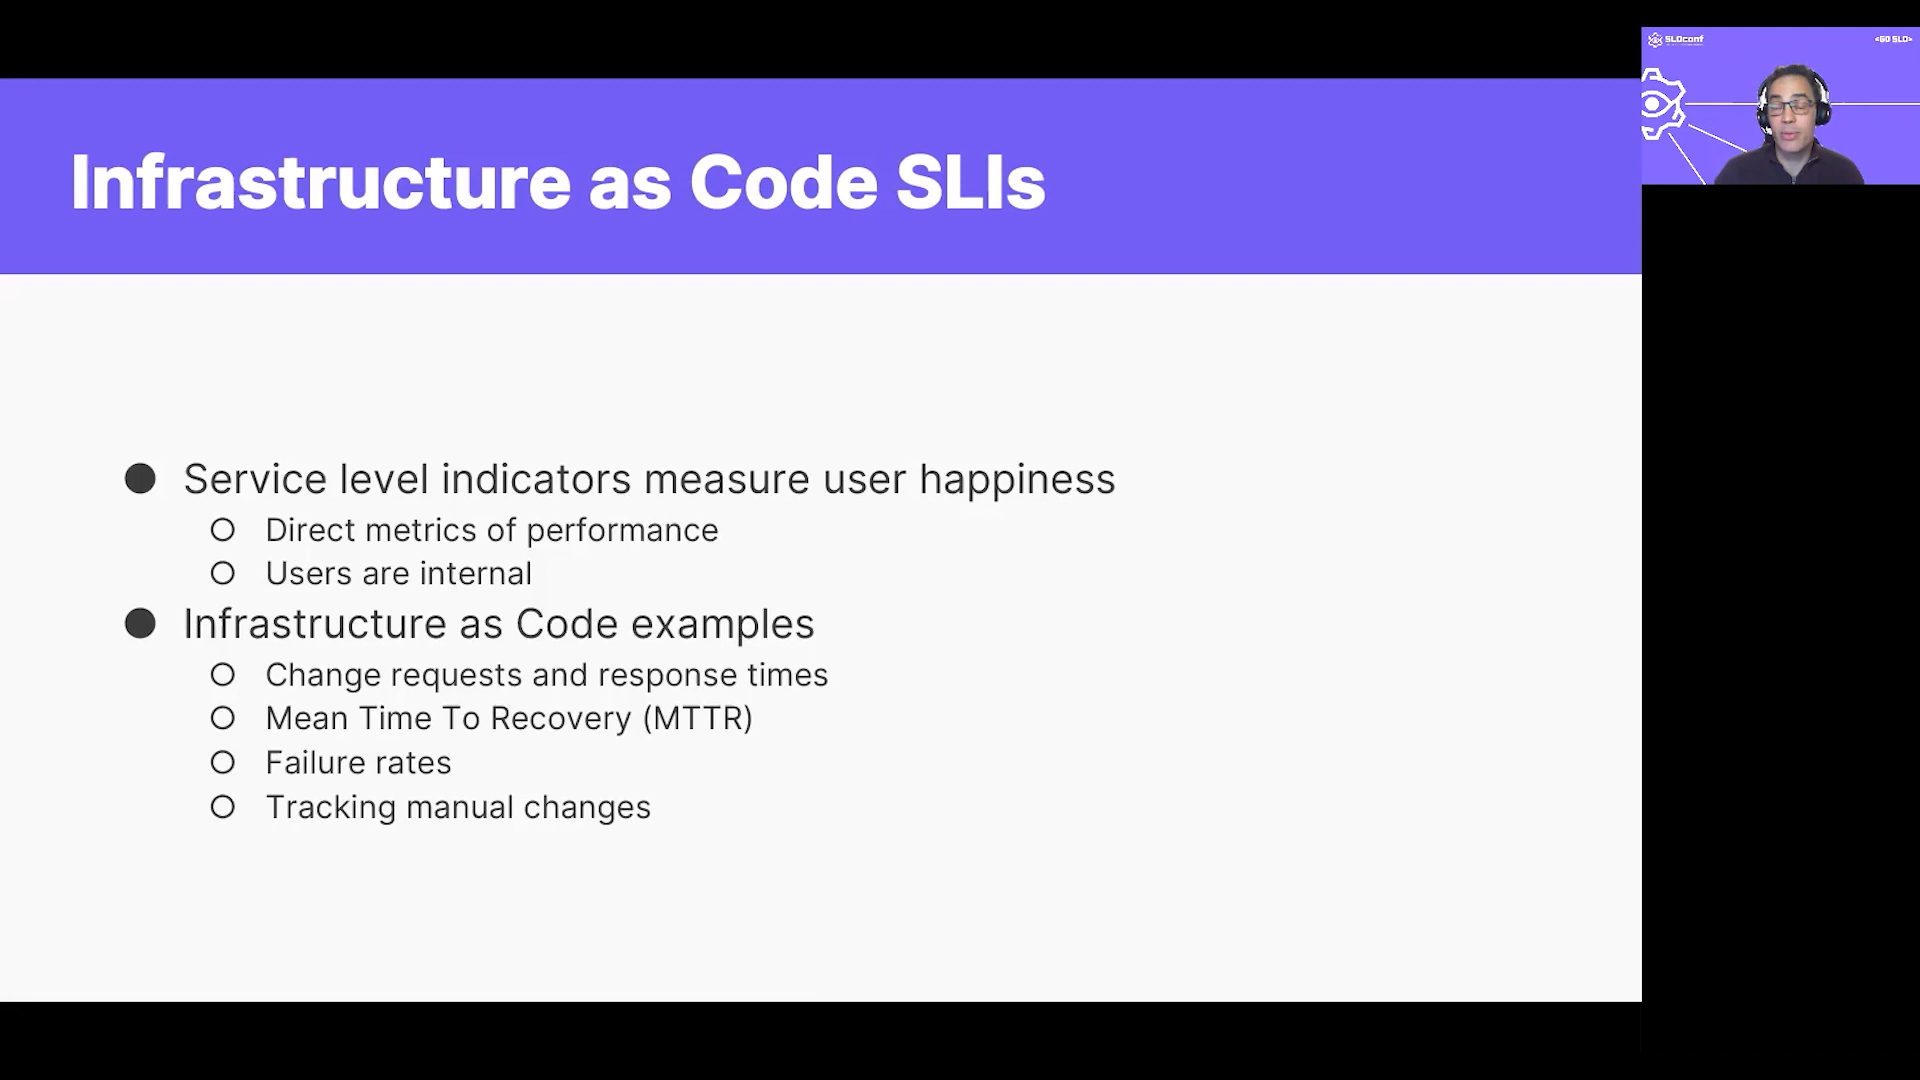 Infrastructure as Code SLIs
SLOconf
<GO SLO>
Service level indicators measure user happiness
Direct metrics of performance
Users are internal
Infrastructure as Code examples
Change requests and response times
Mean Time To Recovery (MTTR)
Failure rates
Tracking manual changes